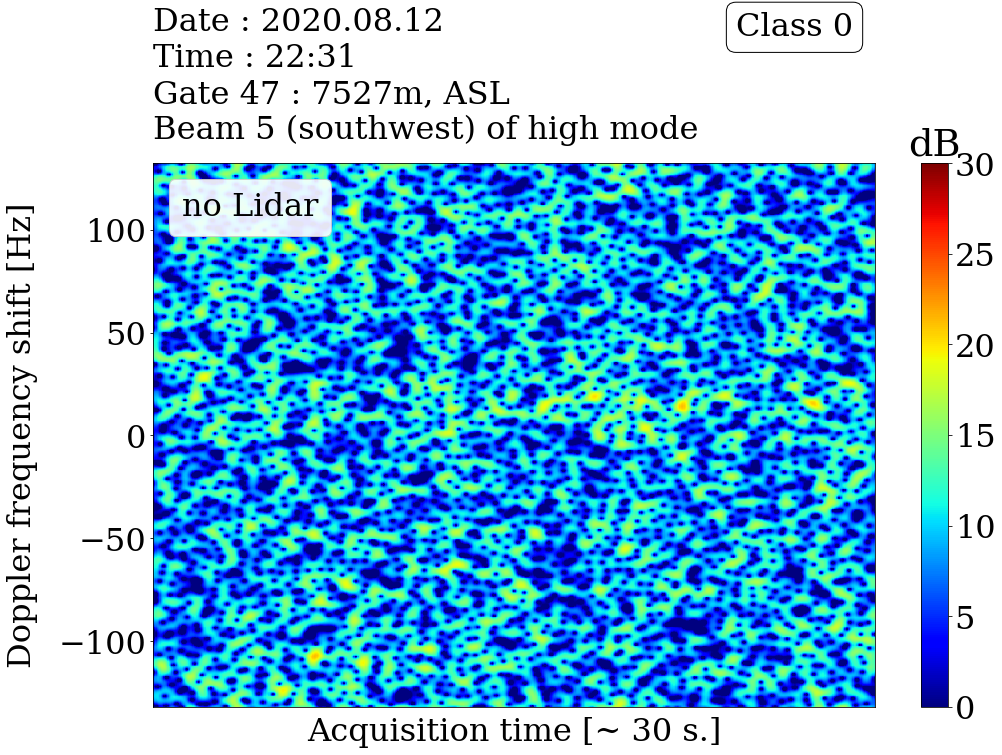 Date : 2020.08.12
Time : 22:31
Gate 47 : 7527m, ASL
Beam 5 (southwest) of high mode
Class 0
no Lidar
Doppler frequency shift [Hz]
100
50
0
−50
−100
Acquisition time [~ 30 s.]
dB
30
25
20
15
10
5
0